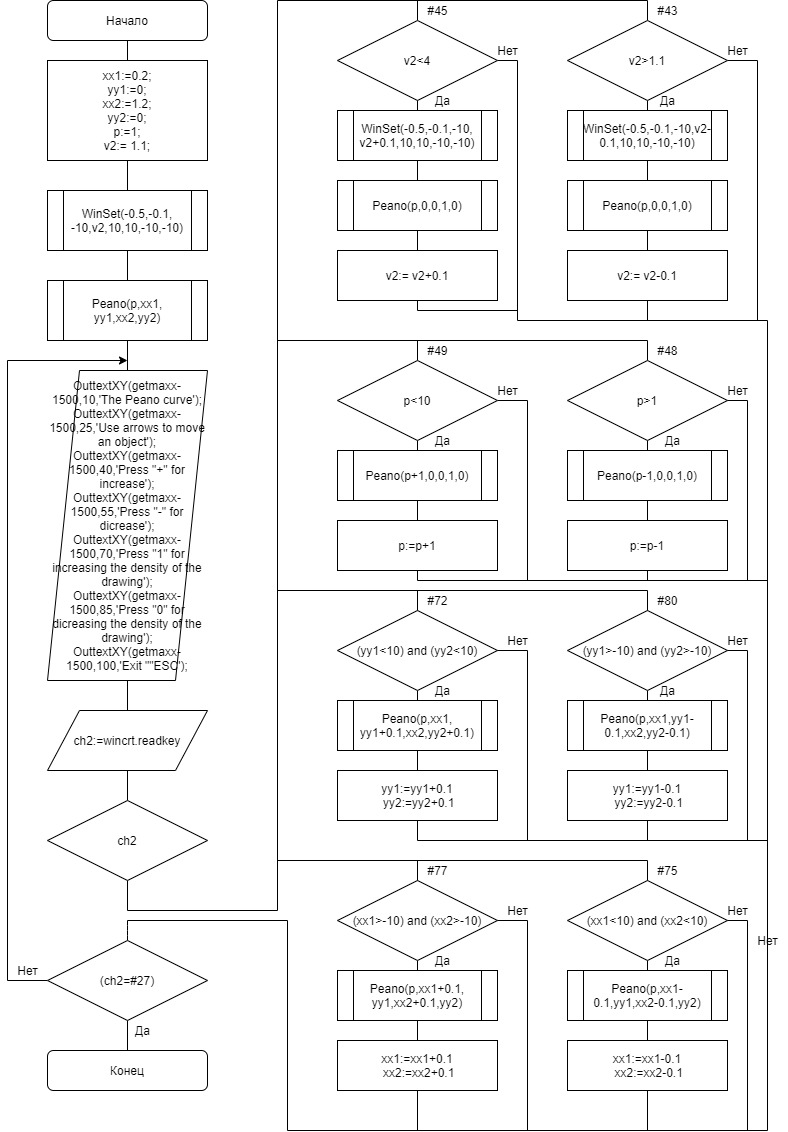 Начало
xx1:=0.2;
yy1:=0;
xx2:=1.2;
yy2:=0;
p:=1;
v2:= 1.1;
WinSet(-0.5,-0.1,
-10,v2,10,10,-10,-10)
Peano(p,xx1,
yy1,xx2,yy2)
OuttextXY(getmaxx-
1500,10,'The Peano curve');
OuttextXY(getmaxx-
1500,25,'Use arrows to move
an object');
OuttextXY(getmaxx-
1500,40,'Press "+" for
increase');
OuttextXY(getmaxx-
1500,55,'Press "-" for
dicrease');
OuttextXY(getmaxx-
1500,70,'Press "1" for
increasing the density of the
drawing');
OuttextXY(getmaxx-
1500,85,'Press "0" for
dicreasing the density of the
drawing');
OuttextXY(getmaxx-
1500,100,'Exit ""ESC');
ch2:=wincrt.readkey
ch2
(ch2=#27)
Нет
Да
Конец
#45
v2<4
Нет
Да
WinSet(-0.5,-0.1,-10,
v2+0.1,10,10,-10,-10)
Peano(p,0,0,1,0)
v2:= v2+0.1
#43
v2>1.1
Нет
Да
WinSet(-0.5,-0.1,-10,v2-
0.1,10,10,-10,-10)
Peano(p,0,0,1,0)
v2:= v2-0.1
#49
p<10
Нет
Да
Peano(p+1,0,0,1,0)
p:=p+1
#48
p>1
Нет
Да
Peano(p-1,0,0,1,0)
p:=p-1
#72
(yy1<10) and (yy2<10)
Нет
Да
Peano(p,xx1,
yy1+0.1,xx2,yy2+0.1)
yy1:=yy1+0.1
yy2:=yy2+0.1
#80
(yy1>-10) and (yy2>-10)
Нет
Да
Peano(p,xx1,yy1-
0.1,xx2,yy2-0.1)
yy1:=yy1-0.1
yy2:=yy2-0.1
#77
(xx1>-10) and (xx2>-10)
Нет
Да
Peano(p,xx1+0.1,
yy1,xx2+0.1,yy2)
xx1:=xx1+0.1
xx2:=xx2+0.1
#75
(xx1<10) and (xx2<10)
Нет
Нет
Да
Peano(p,xx1-
0.1,yy1,xx2-0.1,yy2)
xx1:=xx1-0.1
xx2:=xx2-0.1